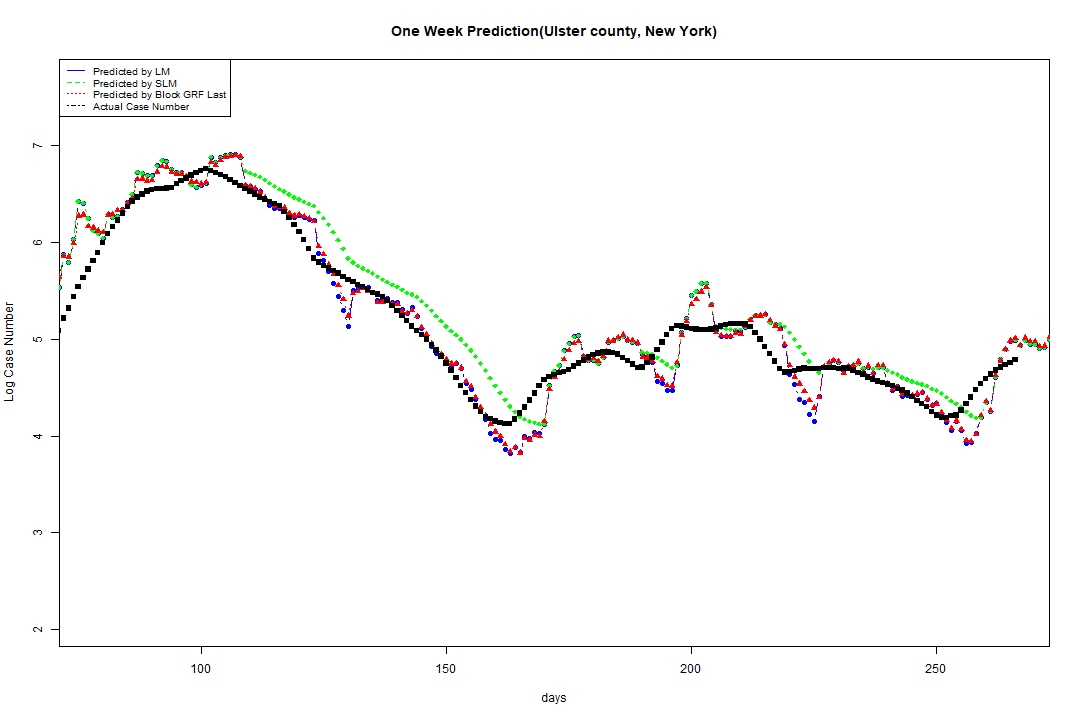 One Week Prediction(Ulster county, New York)
Predicted by LM
Predicted by SLM
Predicted by Block GRF Last
Actual Case Number
7
6
5
4
3
2
Log Case Number
100 150 200 250
days